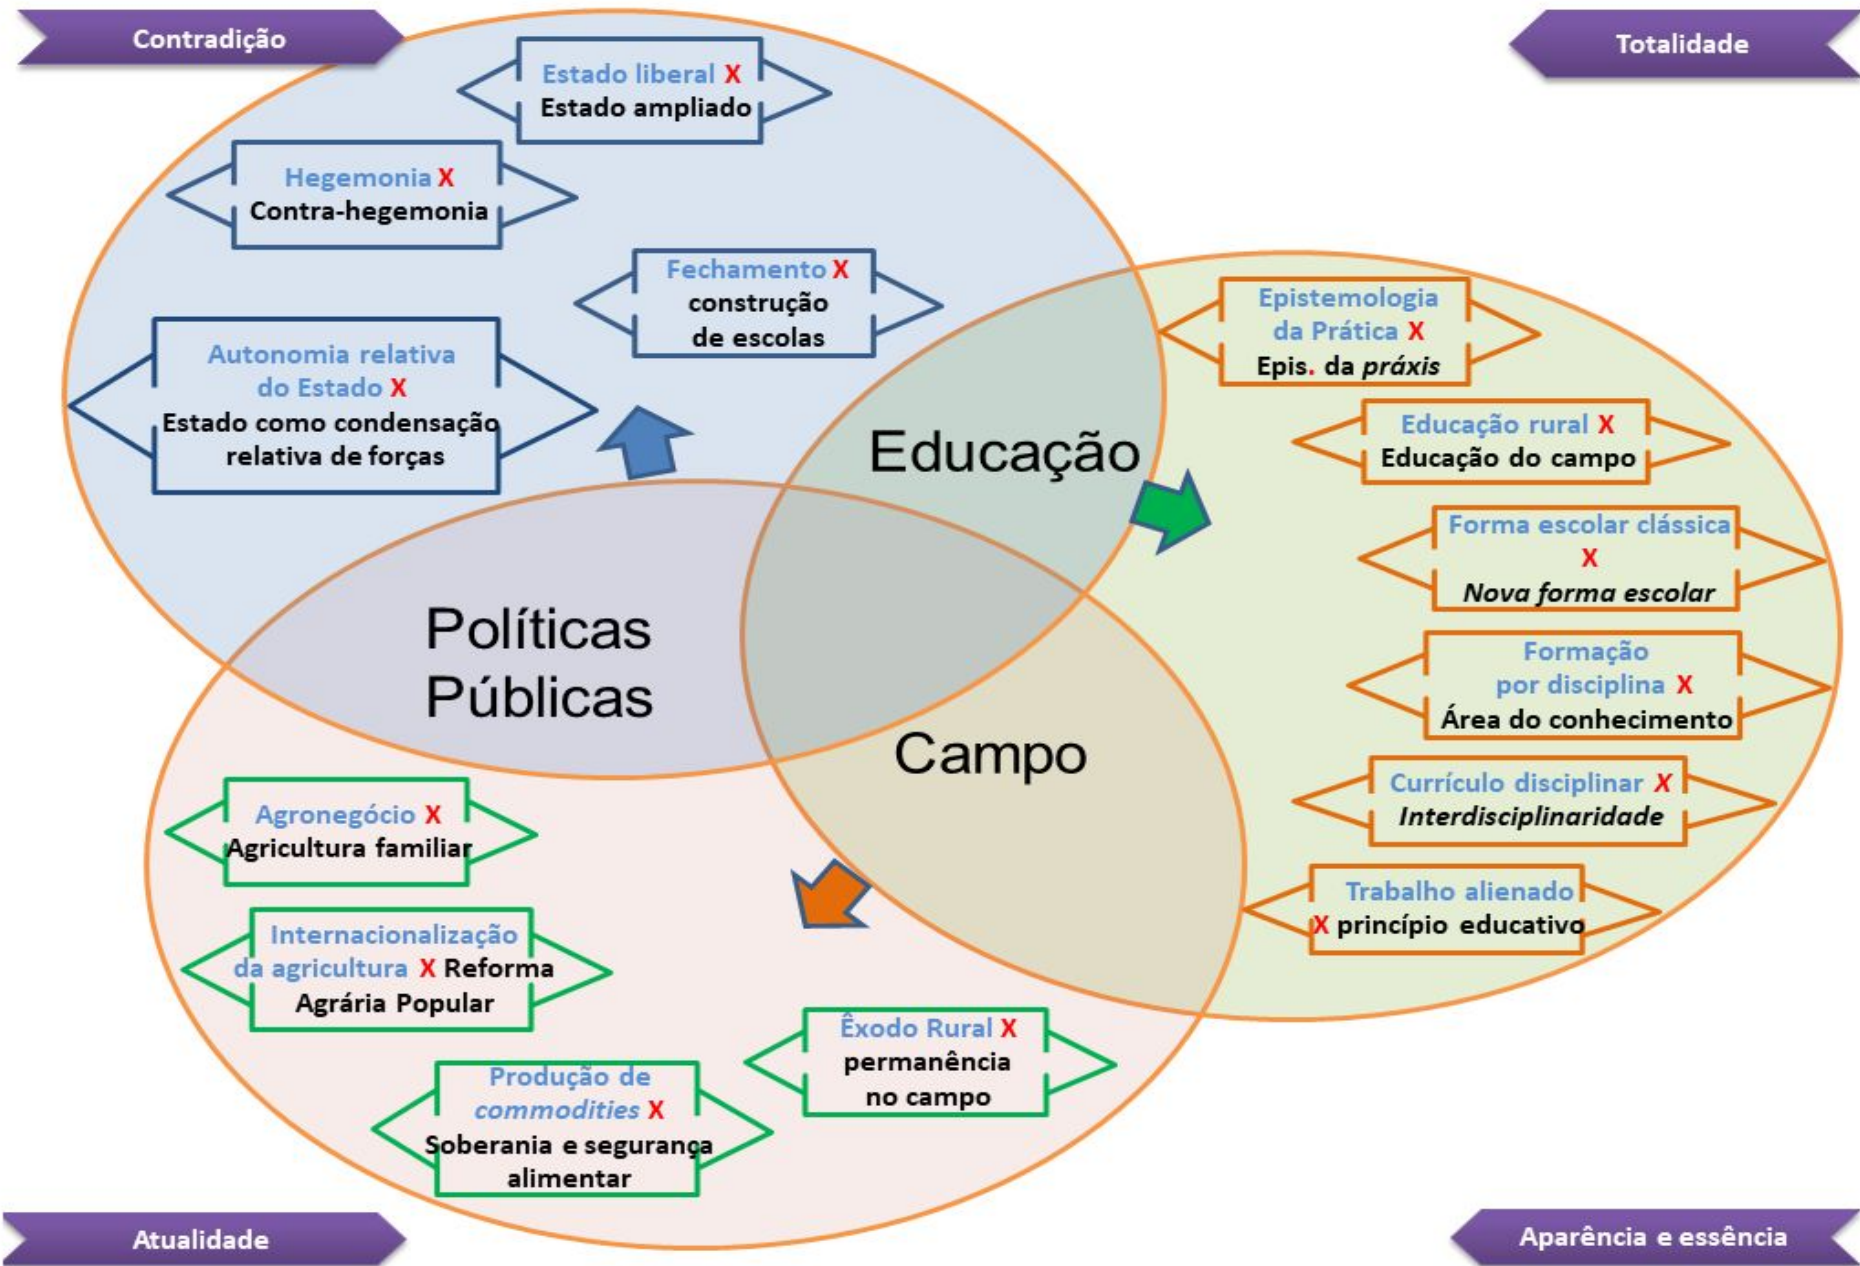 Contradição
Totalidade
Estado liberal X
Estado ampliado
Hegemonia X
Contra-hegemonia
Fechamento X
construção
de escolas
Autonomia relativa
do Estado X
Estado como condensação
relativa de forças
Epistemologia
da Prática X
Epis. da práxis
Educação rural X
Educação do campo
Forma escolar clássica
X
Nova forma escolar
Formação
por disciplina X
Área do conhecimento
Currículo disciplinar X
Interdisciplinaridade
Trabalho alienado
X princípio educativo
Educação
Políticas
Públicas
Campo
Agronegócio X
Agricultura familiar
Internacionalização
da agricultura X Reforma
Agrária Popular
Produção de
commodities X
Soberania e segurança
alimentar
Êxodo Rural X
permanência
no campo
Atualidade
Aparência e essência